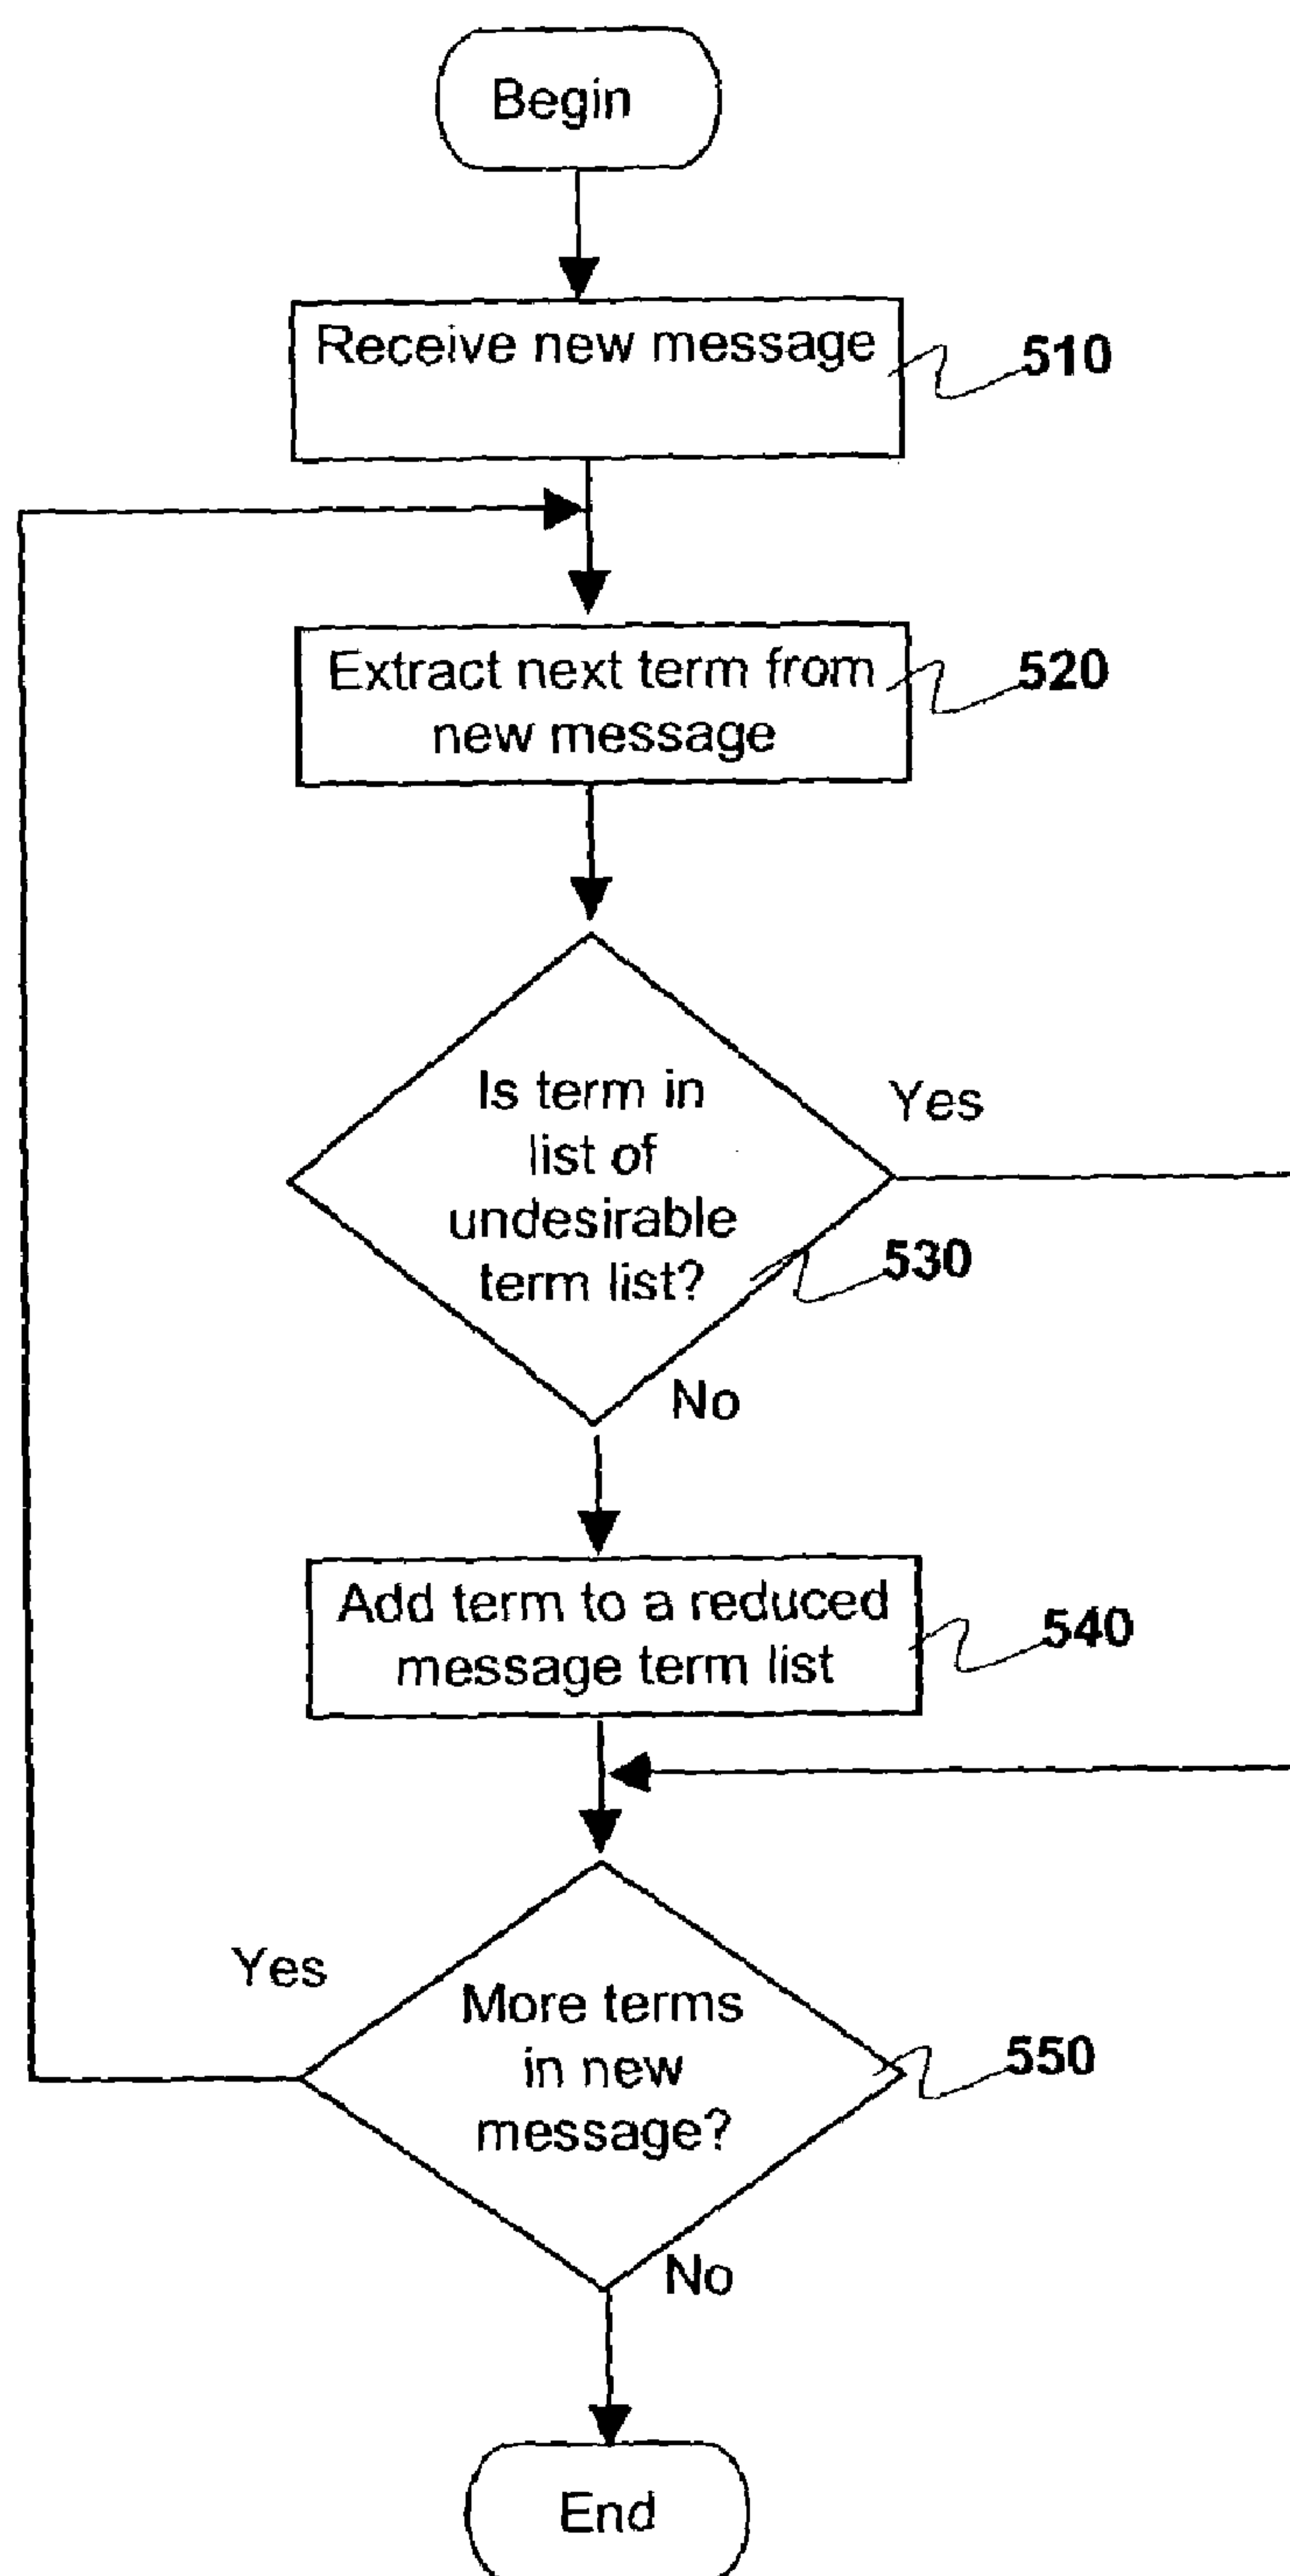 Begin
Receive new message
510
Extract next term from
new message
520
Is term in
list of
undesirable
term list?
Yes
530
No
Add term to a reduced
message term list
540
Yes
More terms
in new
message?
550
No
End